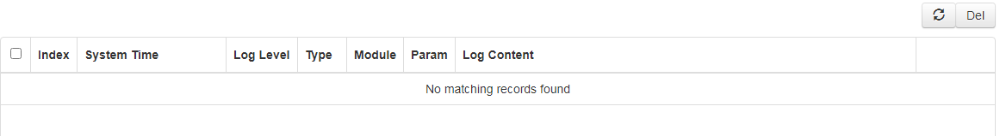 Del
Index System Time Log Level Type Module Param Log Content
No matching records found